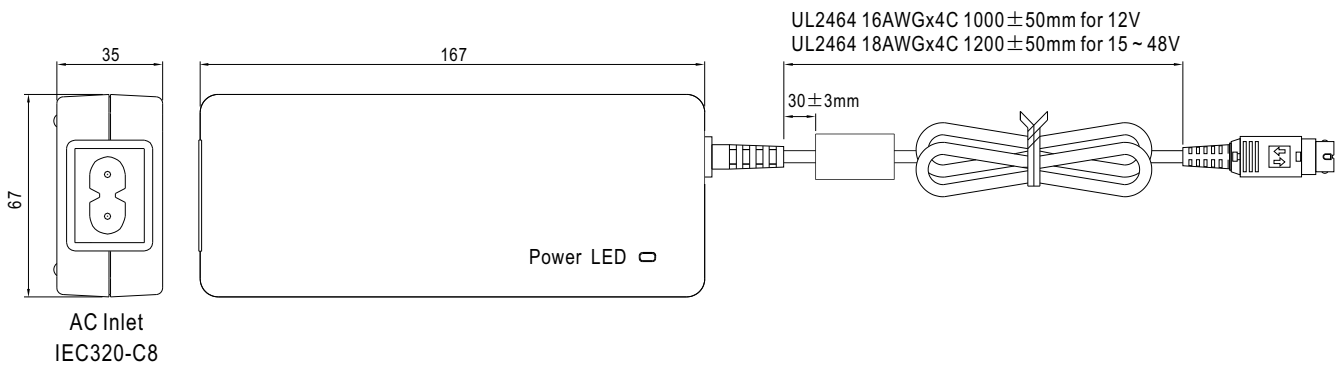 UL2464 16AWGx4C 1000±50mm for 12V
UL2464 18AWGx4C 1200±50mm for 15 ~ 48V
35
167
30±3mm
67
Power LED
AC Inlet
IEC320-C8